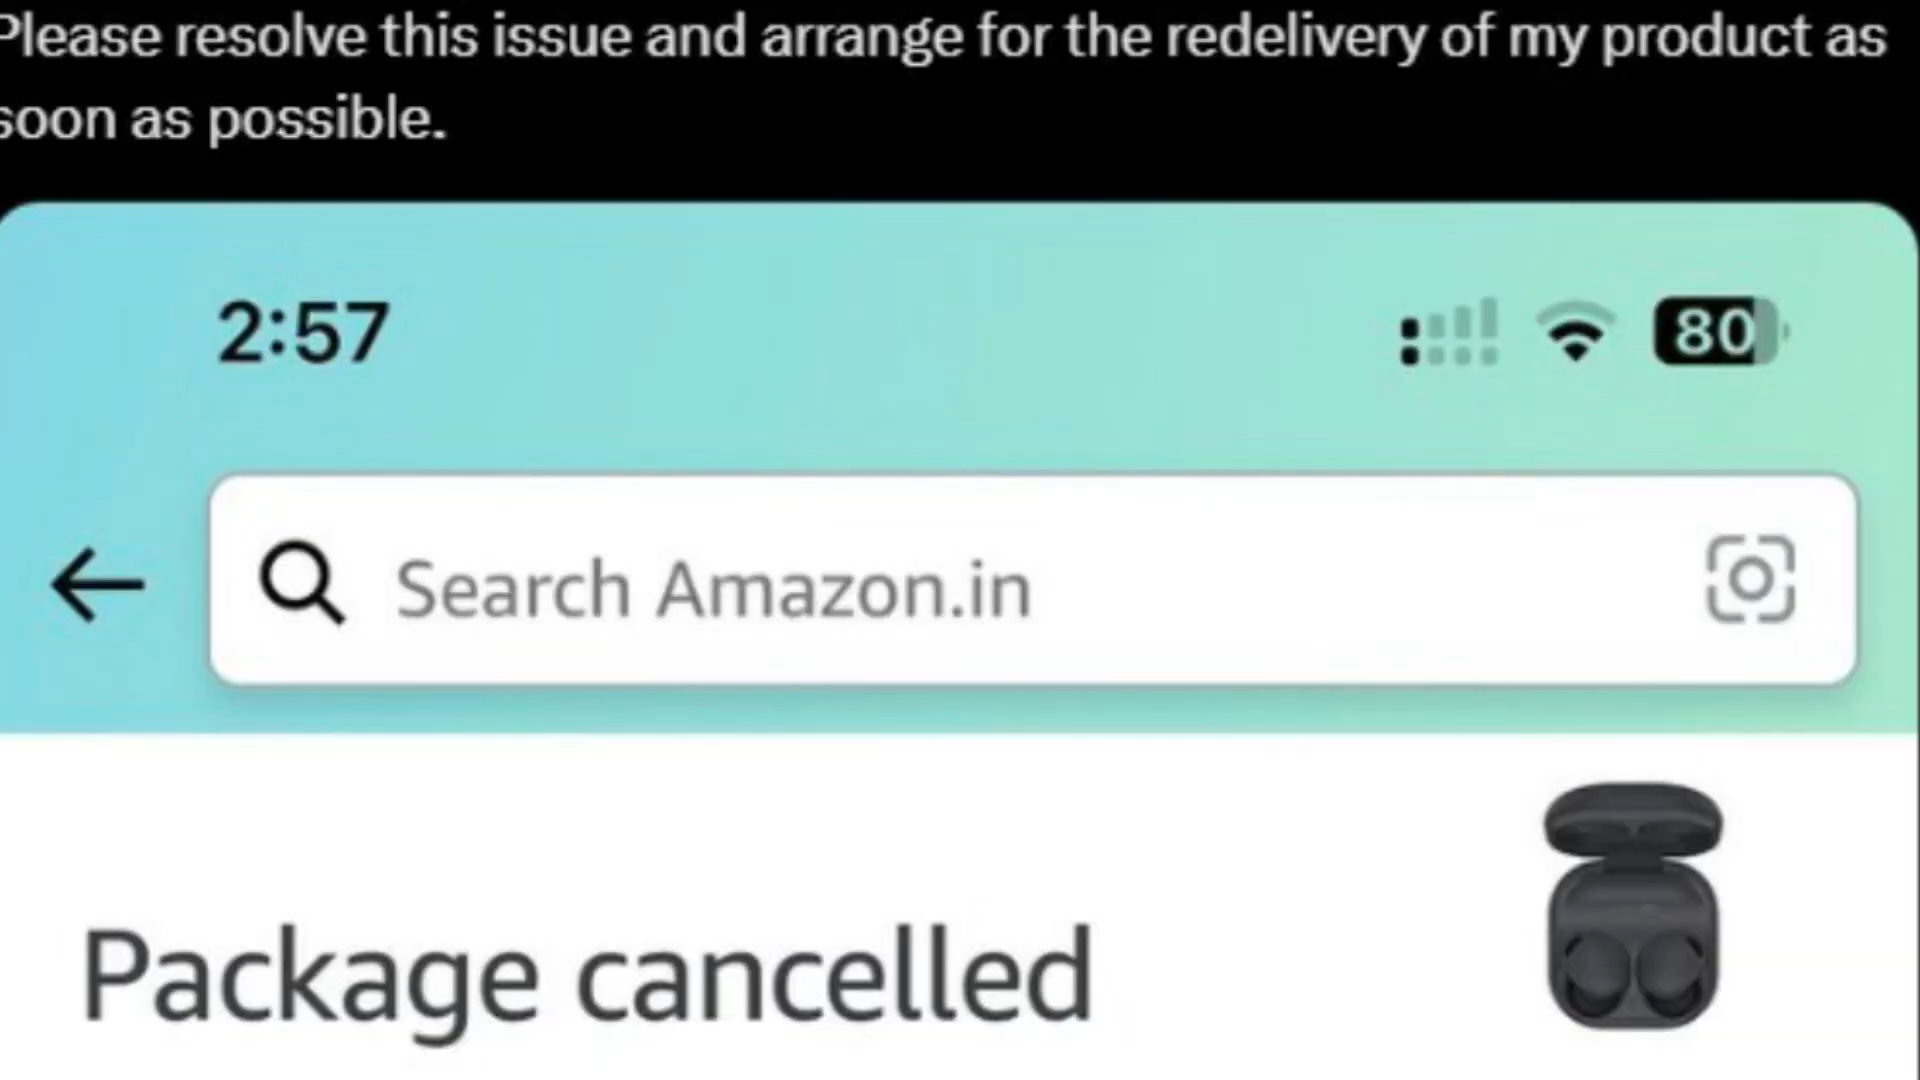 Please resolve this issue and arrange for the redelivery of my product as
soon as possible.
2:57
80
Search Amazon.in
Package cancelled